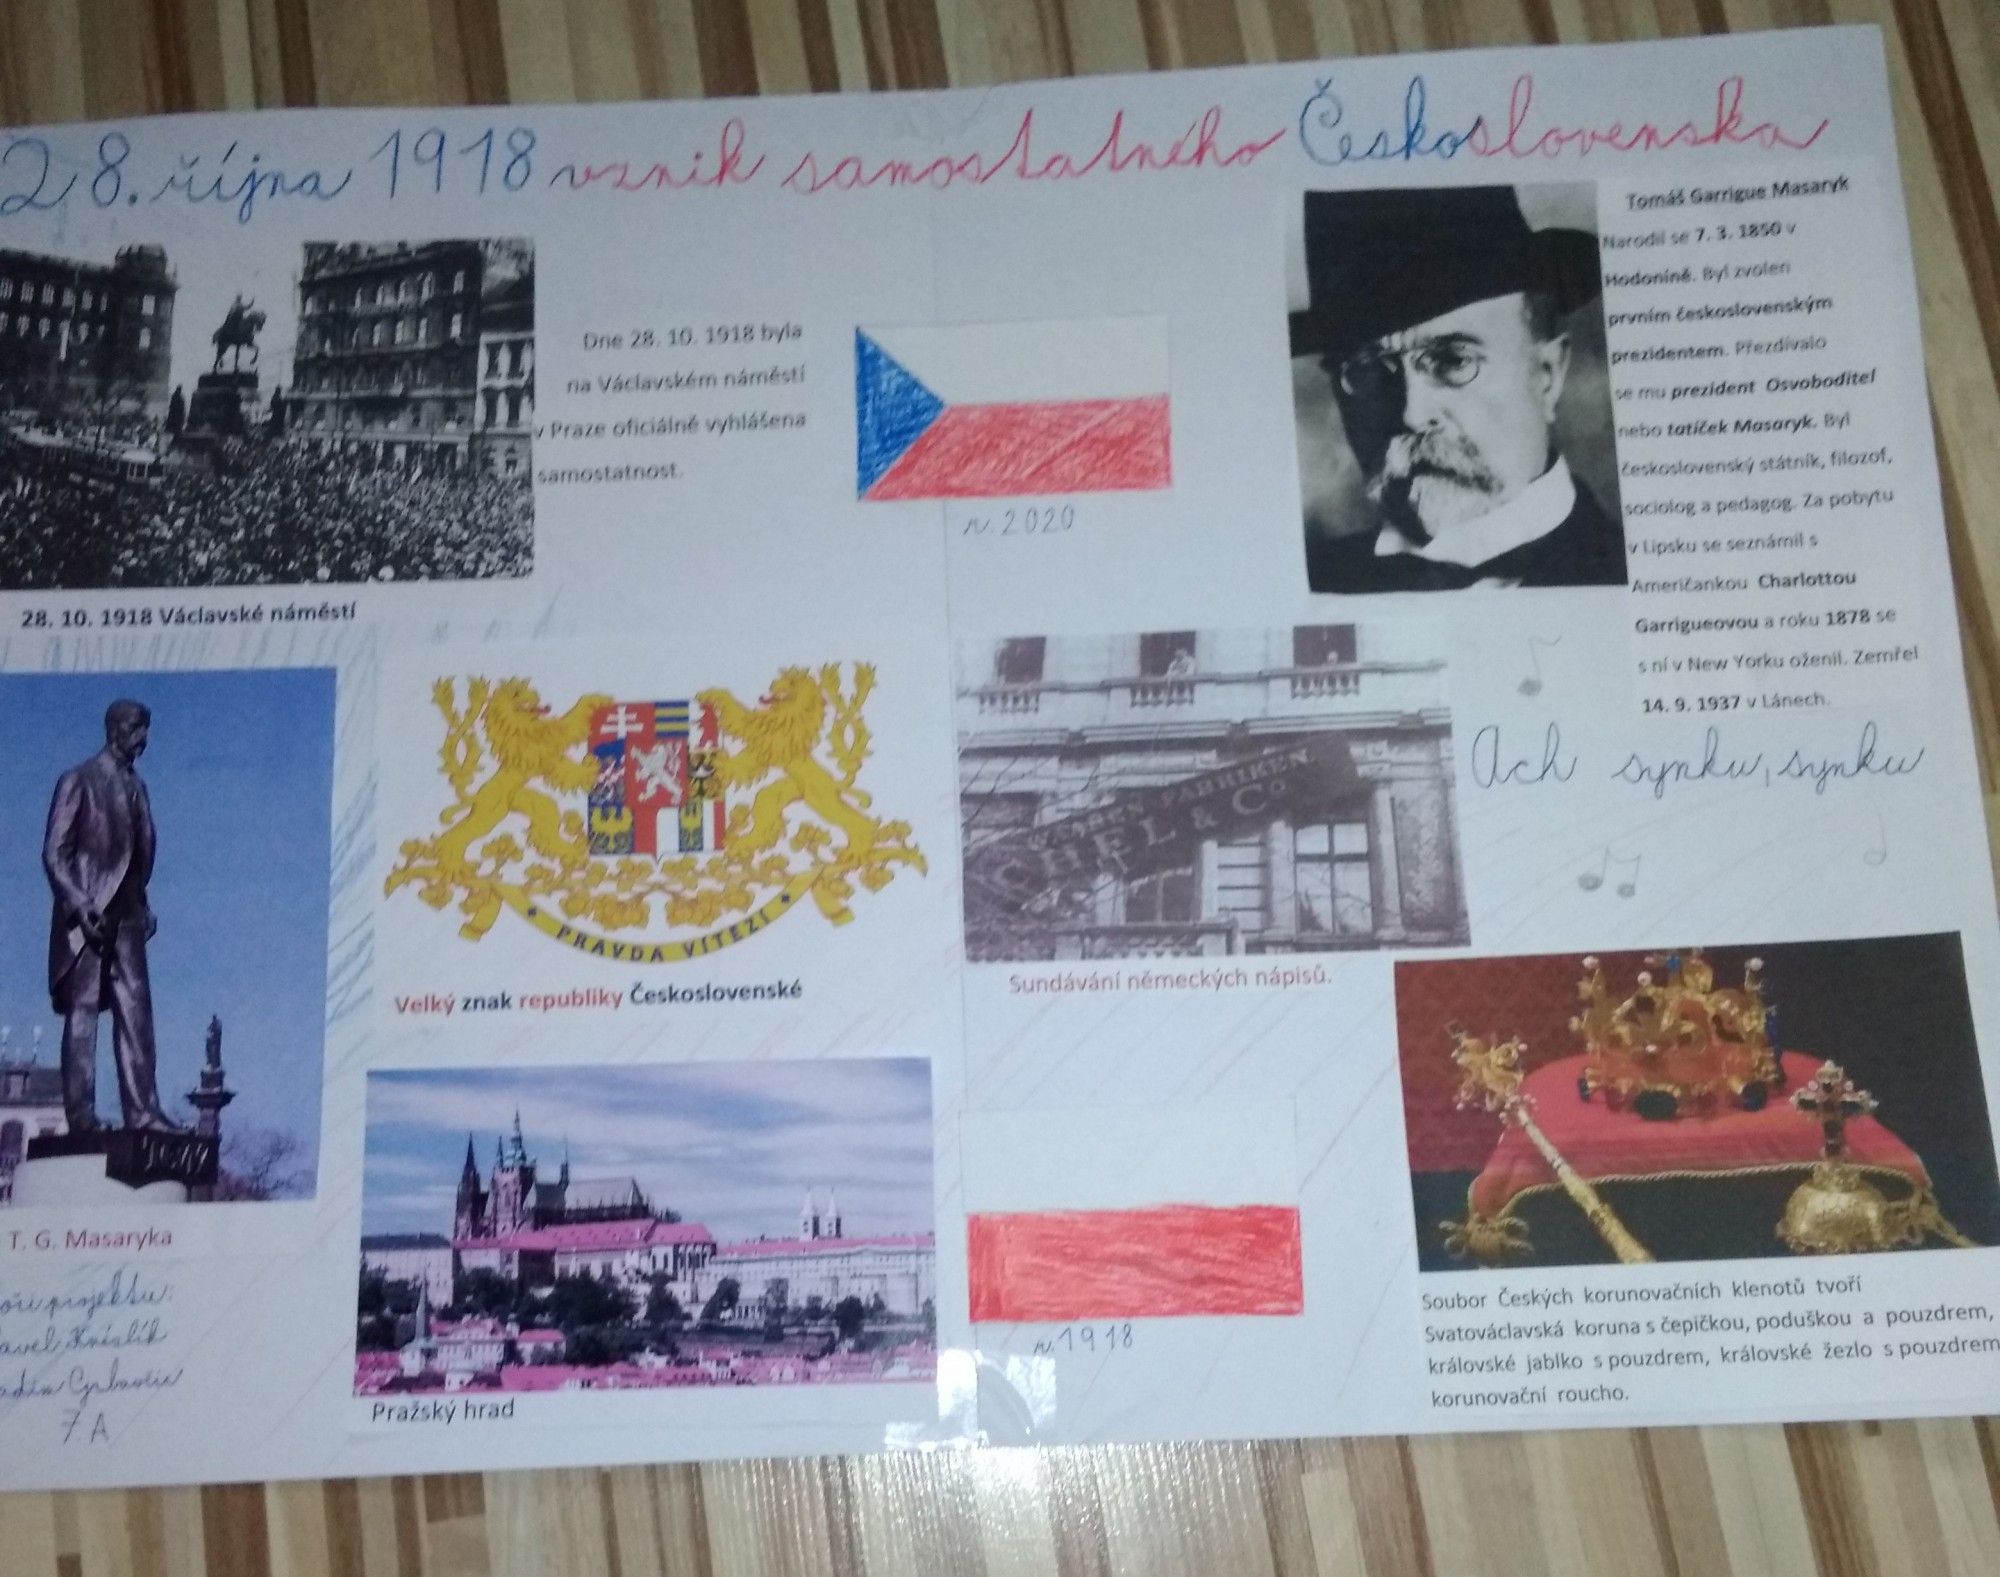 28. října 1918 vznik samostatného Československa
Dne 28. 10. 1918 byla
na Václavském náměstí
v Praze oficiálně vyhlášena
samostatnost.
28. 10. 1918 Václavské náměstí
r. 2020
Tomáš Garrigue Masaryk
Narodil se 7. 3. 1850 v
Hodoníně. Byl zvolen
prvním československým
prezidentem. Přezdívalo
se mu prezident Osvoboditel
nebo tatíček Masaryk. Byl
československý státník, filozof,
sociolog a pedagog. Za pobytu
v Lipsku se seznámil s
Američankou Charlottou
Garrigueovou a roku 1878 se
s ní v New Yorku oženil. Zemřel
14. 9. 1937 v Lánech.
Ach synku, synku
PRAVDA VÍTĚZÍ
Velký znak republiky Československé
FABRIKEN
& Co
Sundávání německých nápisů.
T. G. Masaryka
projektu:
7. A
Pražský hrad
r. 1918
Soubor Českých korunovačních klenotů tvoří
Svatováclavská koruna s čepičkou, poduškou a pouzdrem,
královské jablko s pouzdrem, královské žezlo s pouzdrem
korunovační roucho.